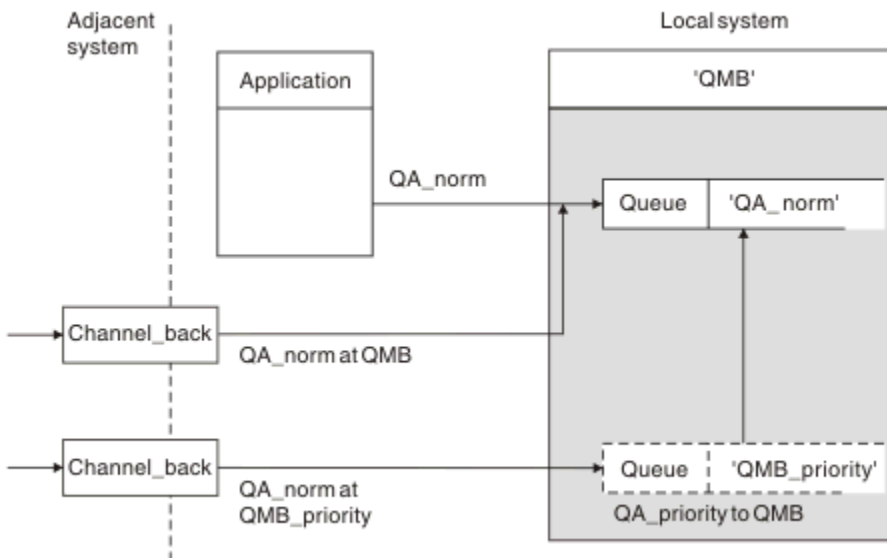 Adjacent
system
Local system
Application
'QMB'
QA_norm
Queue
'QA_norm'
Channel_back
QA_norm at QMB
Channel_back
QA_norm at
QMB_priority
Queue
'QMB_priority'
QA_priority to QMB